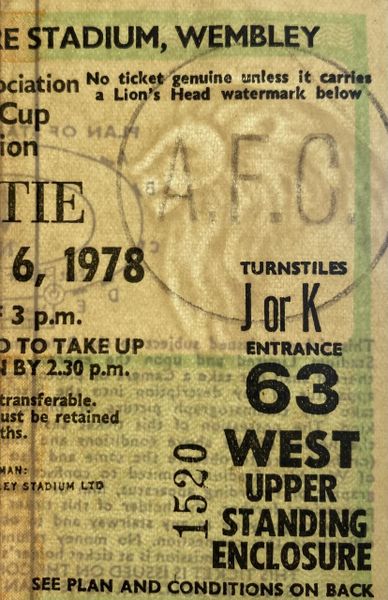 RE STADIUM, WEMBLEY
ociation No ticket genuine unless it carries
a Lion's Head watermark below
Cup
ion
A.F.C.
TIE
6, 1978
TURNSTILES
F 3 p.m.
J or K
D TO TAKE UP
ENTRANCE
N BY 2.30 p.m.
63
transferable.
ust be retained
ths.
WEST
MAN:
EY STADIUM LTD
UPPER
1520
STANDING
ENCLOSURE
SEE PLAN AND CONDITIONS ON BACK